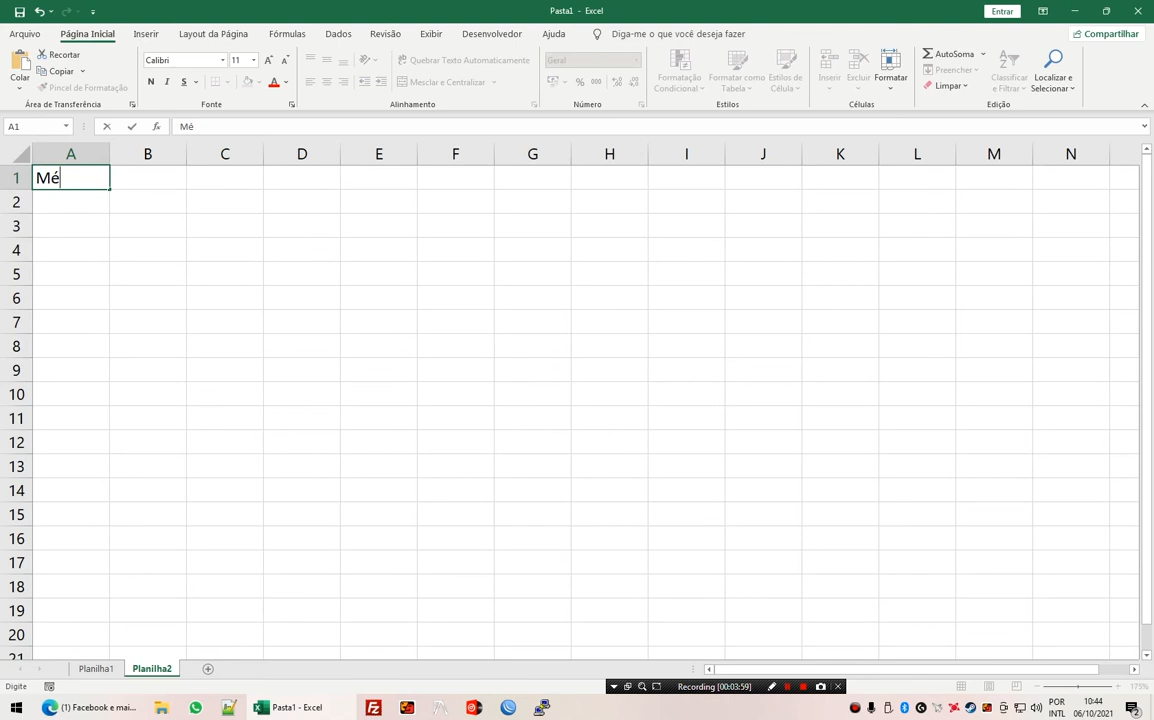 Pasta1 - Excel
Entrar
Arquivo Página Inicial Inserir Layout da Página Fórmulas Dados Revisão Exibir Desenvolvedor Ajuda Diga-me o que você deseja fazer Compartilhar
Colar
Recortar
Copiar
Pincel de Formatação
Área de Transferência
Calibri 11
N I S
A
Fonte
Quebrar Texto Automaticamente
Mesclar e Centralizar
Alinhamento
Geral
% 000
Número
Formatação Condicional
Formatar como Tabela
Estilos de Célula
Estilos
Inserir
Excluir
Formatar
Células
AutoSoma
Preencher
Limpar
Classificar e Filtrar
Localizar e Selecionar
Edição
A1 fx Mé
A B C D E F G H I J K L M N
1 Mé
2
3
4
5
6
7
8
9
10
11
12
13
14
15
16
17
18
19
20
21
Planilha1 Planilha2
Digite
Recording [00:03:59]
175%
(1) Facebook e mai...
Pasta1 - Excel
POR
INTL
10:44
06/10/2021
2